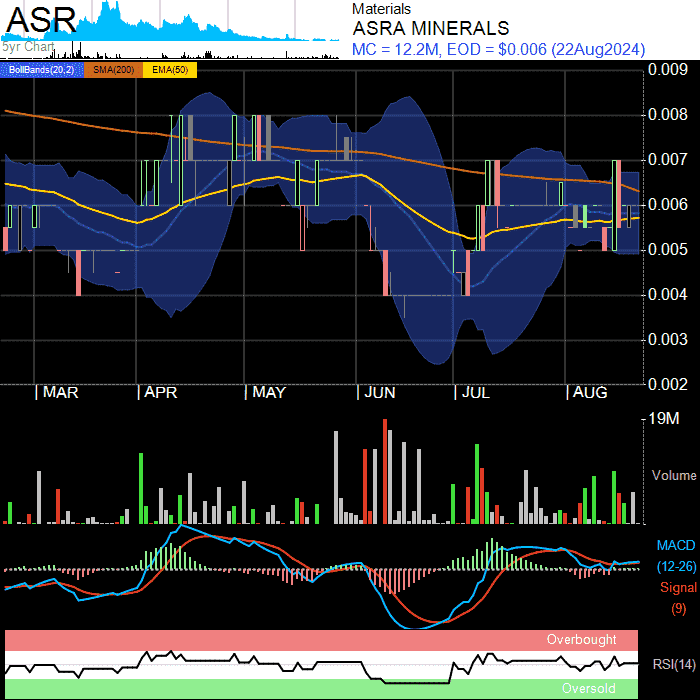 ASR
5yr Chart
Materials
ASRA MINERALS
MC = 12.2M, EOD = $0.006 (22Aug2024)
BollBands(20,2) SMA(200) EMA(50)
0.009
0.008
0.007
0.006
0.005
0.004
0.003
0.002
| MAR | APR | MAY | JUN | JUL | AUG
19M
Volume
MACD
(12-26)
Signal
(9)
Overbought
RSI(14)
Oversold